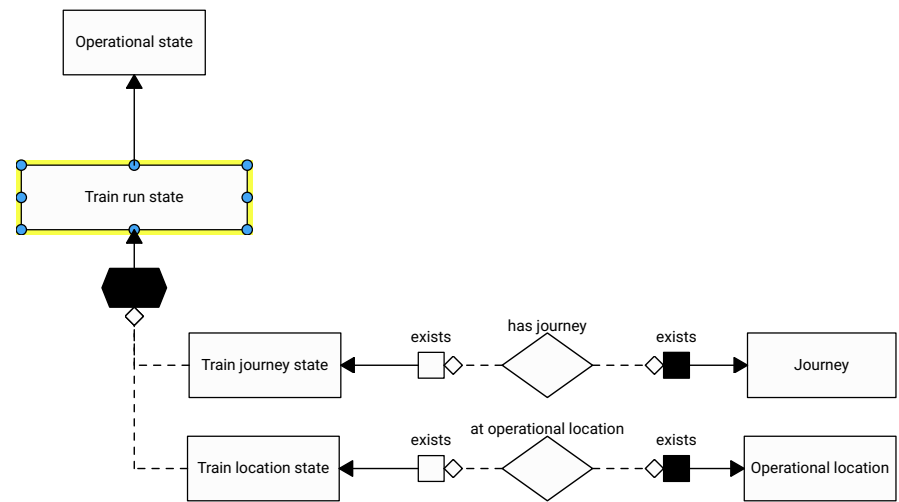 Operational state
Train run state
has journey
exists
exists
Train journey state
Journey
at operational location
exists
exists
Train location state
Operational location